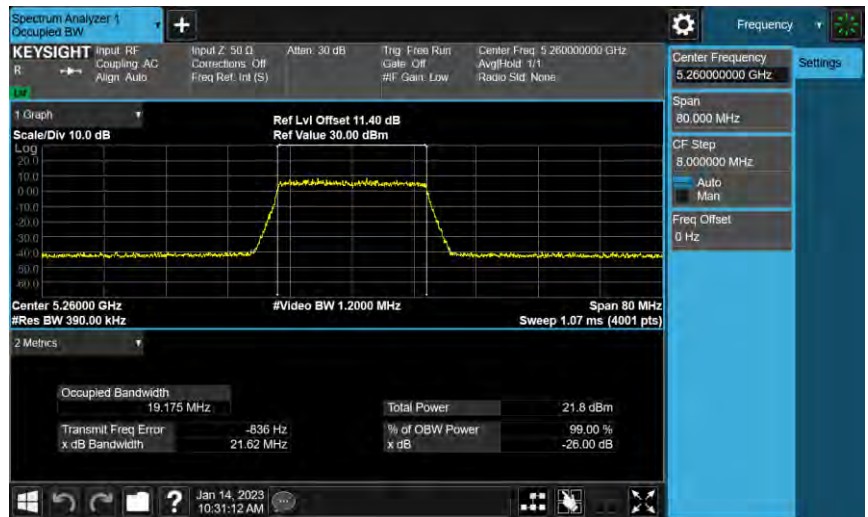 Spectrum Analyzer 1
Occupied BW
+
Frequency
KEYSIGHT Input: RF Input Z: 50 Ω Atten: 30 dB Trig: Free Run Center Freq: 5.260000000 GHz
R Coupling: AC Corrections: Off Gate: Off Avg|Hold: 1/1
Align: Auto Freq Ref: Int (S) #IF Gain: Low Radio Std: None
1 Graph
Ref Lvl Offset 11.40 dB
Scale/Div 10.0 dB Ref Value 30.00 dBm
Log
20.0
10.0
0.00
-10.0
-20.0
-30.0
-40.0
-50.0
-60.0
Center 5.26000 GHz #Video BW 1.2000 MHz Span 80 MHz
#Res BW 390.00 kHz Sweep 1.07 ms (4001 pts)
2 Metrics
Occupied Bandwidth
19.175 MHz Total Power 21.8 dBm
Transmit Freq Error -836 Hz % of OBW Power 99.00 %
x dB Bandwidth 21.62 MHz x dB -26.00 dB
Center Frequency
5.260000000 GHz
Settings
Span
80.000 MHz
CF Step
8.000000 MHz
Auto
Man
Freq Offset
0 Hz
?
Jan 14, 2023
10:31:12 AM